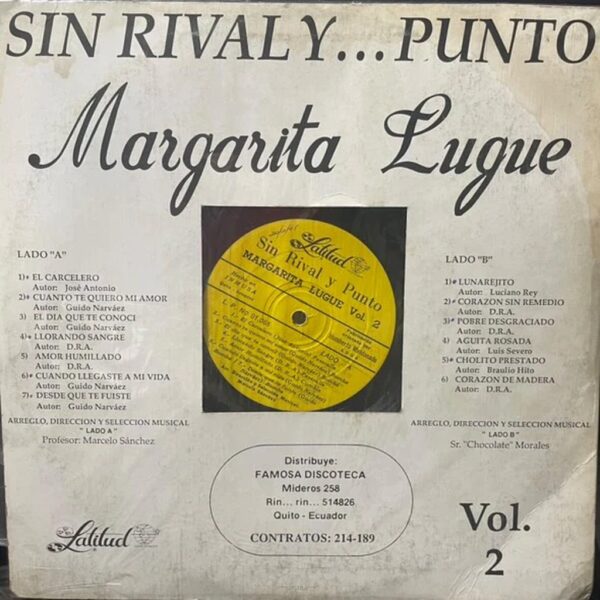 SIN RIVAL Y... PUNTO
Margarita Lugue
LADO "A"
1)* EL CARCELERO
Autor: José Antonio
2)* CUANTO TE QUIERO MI AMOR
Autor: Guido Narváez
3) EL DIA QUE TE CONOCI
Autor: Guido Narváez
4)* LLORANDO SANGRE
Autor: D.R.A.
5) AMOR HUMILLADO
Autor: D.R.A.
6)* CUANDO LLEGASTE A MI VIDA
Autor: Guido Narváez
7)* DESDE QUE TE FUISTE
Autor: Guido Narváez
ARREGLO, DIRECCION Y SELECCION MUSICAL
" LADO A "
Profesor: Marcelo Sánchez
Latitud
Sin Rival y Punto
MARGARITA LUGUE Vol. 2
LADO "B"
1)* LUNAREJITO
Autor: Luciano Rey
2)* CORAZON SIN REMEDIO
Autor: D.R.A.
3)* POBRE DESGRACIADO
Autor: D.R.A.
4) AGUITA ROSADA
Autor: Luis Severo
5)* CHOLITO PRESTADO
Autor: Braulio Hito
6) CORAZON DE MADERA
Autor: D.R.A.
ARREGLO, DIRECCION Y SELECCION MUSICAL
" LADO B"
Sr. "Chocolate" Morales
Distribuye:
FAMOSA DISCOTECA
Mideros 258
Rin... rin... 514826
Quito - Ecuador
CONTRATOS: 214-189
Latitud
Vol.
2